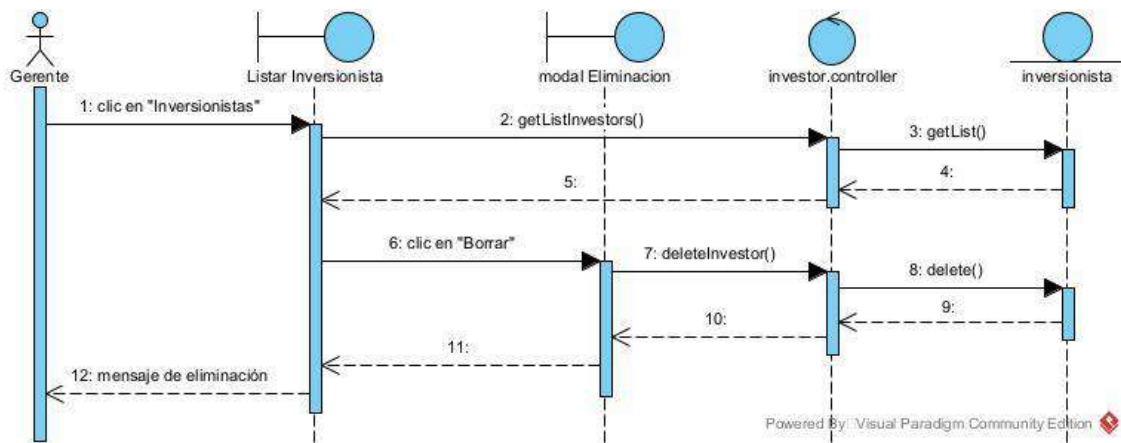 Gerente
Listar Inversionista
modal Eliminacion
investor.controller
inversionista
1: clic en "Inversionistas"
2: getListInvestors()
3: getList()
4:
5:
6: clic en "Borrar"
7: deleteInvestor()
8: delete()
9:
10:
11:
12: mensaje de eliminación
Powered By Visual Paradigm Community Edition